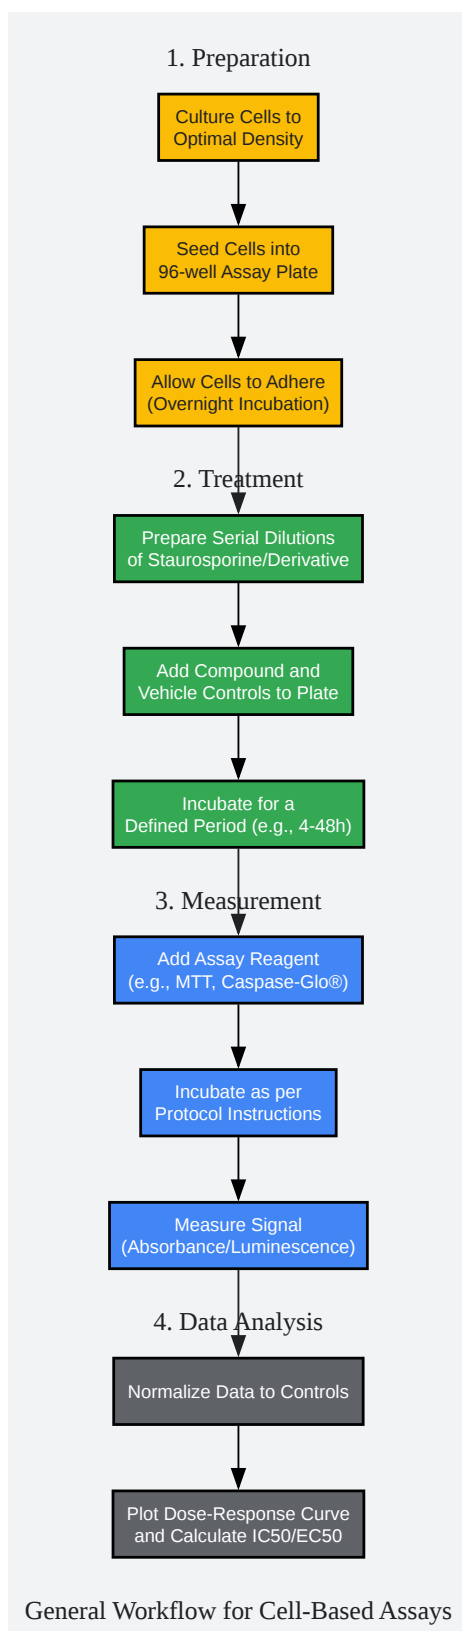 1. Preparation
Culture Cells to
Optimal Density
Seed Cells into
96-well Assay Plate
Allow Cells to Adhere
(Overnight Incubation)
2. Treatment
Prepare Serial Dilutions
of Staurosporine/Derivative
Add Compound and
Vehicle Controls to Plate
Incubate for a
Defined Period (e.g., 4-48h)
3. Measurement
Add Assay Reagent
(e.g., MTT, Caspase-Glo®)
Incubate as per
Protocol Instructions
Measure Signal
(Absorbance/Luminescence)
4. Data Analysis
Normalize Data to Controls
Plot Dose-Response Curve
and Calculate IC50/EC50
General Workflow for Cell-Based Assays